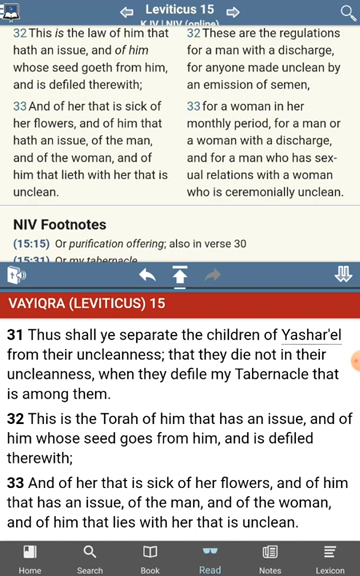 Leviticus 15
KJV | NIV (online)
32 This is the law of him that
hath an issue, and of him
whose seed goeth from him,
and is defiled therewith;
33 And of her that is sick of
her flowers, and of him that
hath an issue, of the man,
and of the woman, and of
him that lieth with her that is
unclean.
32 These are the regulations
for a man with a discharge,
for anyone made unclean by
an emission of semen,
33 for a woman in her
monthly period, for a man or
a woman with a discharge,
and for a man who has sex-
ual relations with a woman
who is ceremonially unclean.
NIV Footnotes
(15:15) Or purification offering; also in verse 30
(15:31) Or my tabernacle
VAYIQRA (LEVITICUS) 15
31 Thus shall ye separate the children of Yashar'el
from their uncleanness; that they die not in their
uncleanness, when they defile my Tabernacle that
is among them.
32 This is the Torah of him that has an issue, and of
him whose seed goes from him, and is defiled
therewith;
33 And of her that is sick of her flowers, and of him
that has an issue, of the man, and of the woman,
and of him that lies with her that is unclean.
Home
Search
Book
Read
Notes
Lexicon